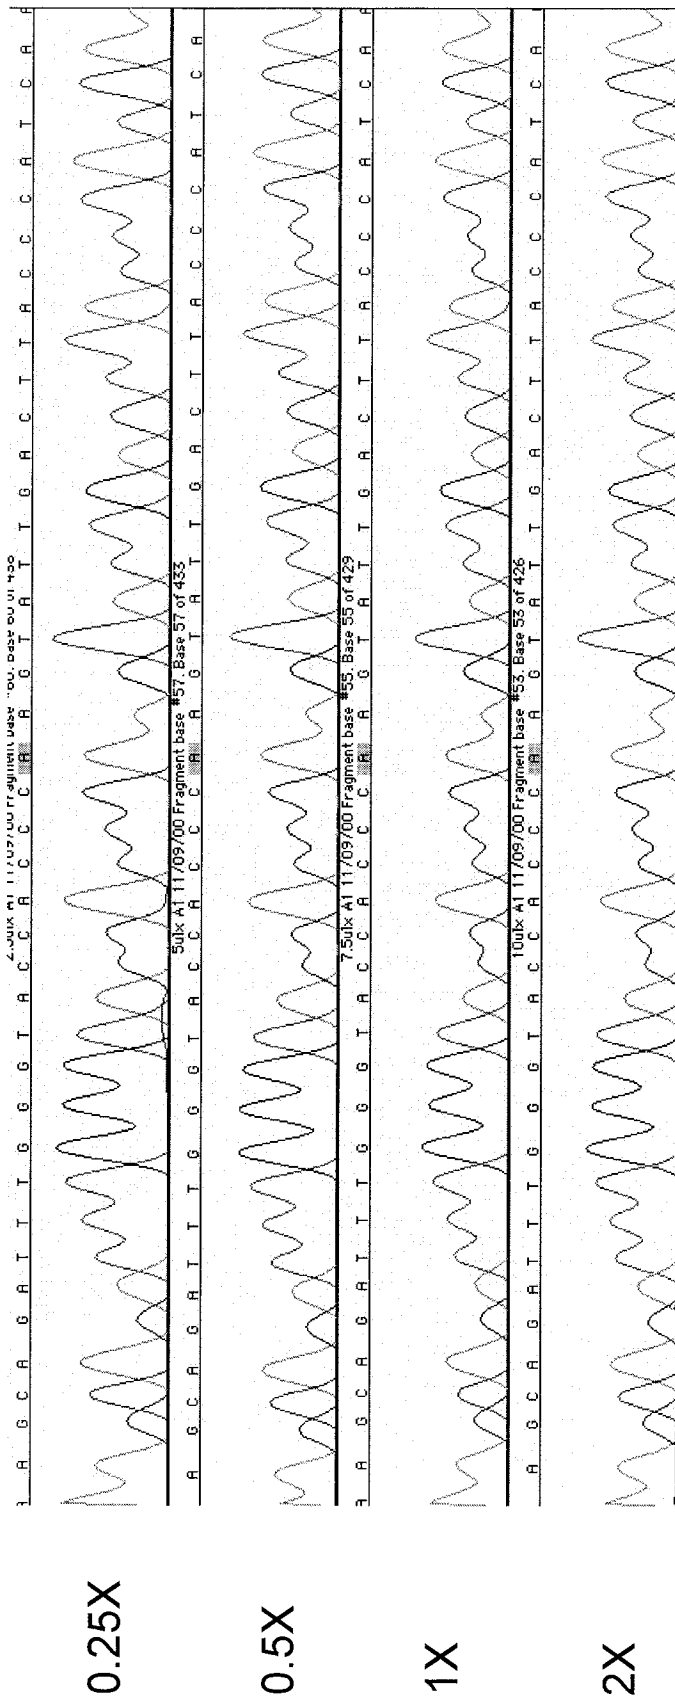 0.25X
A A G C A G A T T T G G G T A C C A C C C A A G T A T T G A C T T A C C C A T C A A
0.5X
5ulx A1 11/09/00 Fragment base #57. Base 57 of 433
A G C A G A T T T G G G T A C C A C C C A A G T A T T G A C T T A C C C A T C A
1X
7.5ulx A1 11/09/00 Fragment base #55. Base 55 of 429
A A G C A G A T T T G G G T A C C A C C C A A G T A T T G A C T T A C C C A T C A A
2X
10ulx A1 11/09/00 Fragment base #53. Base 53 of 426
A G C A G A T T T G G G T A C C A C C C A A G T A T T G A C T T A C C C A T C A